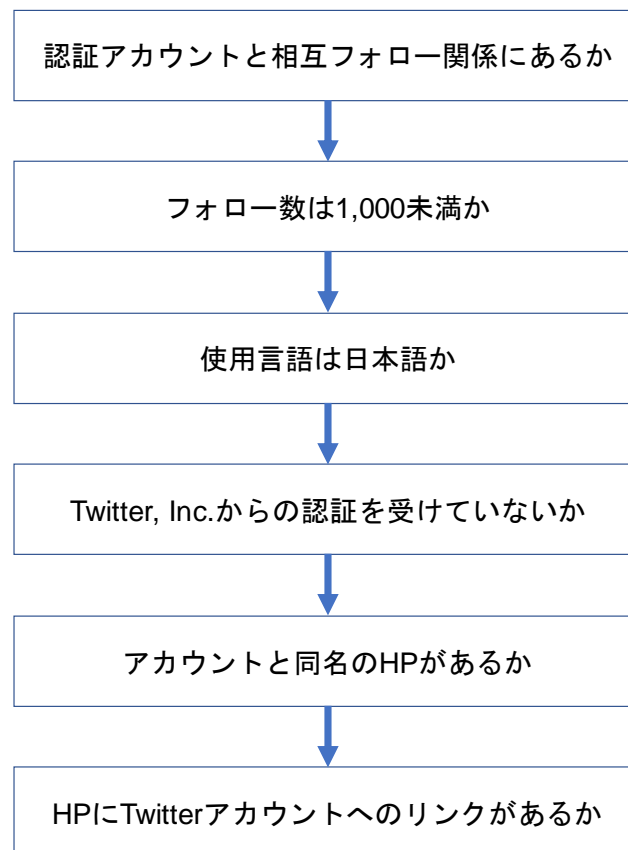 認証アカウントと相互フォロー関係にあるか
フォロー数は1,000未満か
使用言語は日本語か
Twitter, Inc.からの認証を受けていないか
アカウントと同名のHPがあるか
HPにTwitterアカウントへのリンクがあるか